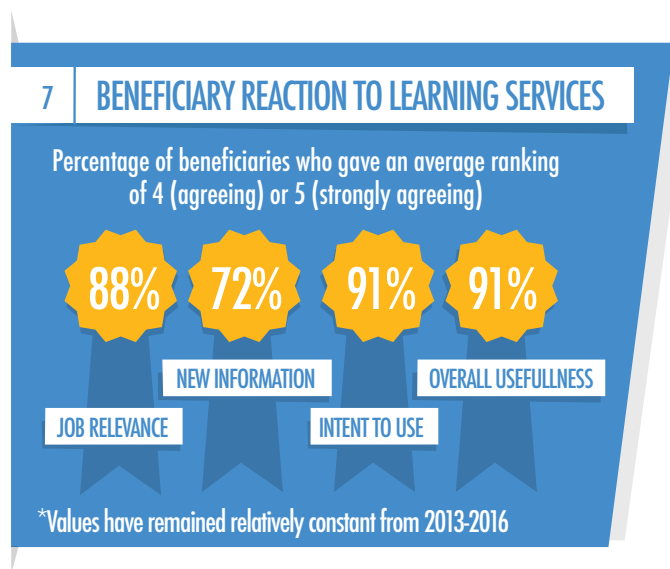 7
BENEFICIARY REACTION TO LEARNING SERVICES
Percentage of beneficiaries who gave an average ranking
of 4 (agreeing) or 5 (strongly agreeing)
88%
72%
91%
91%
JOB RELEVANCE
NEW INFORMATION
INTENT TO USE
OVERALL USEFULLNESS
*Values have remained relatively constant from 2013-2016